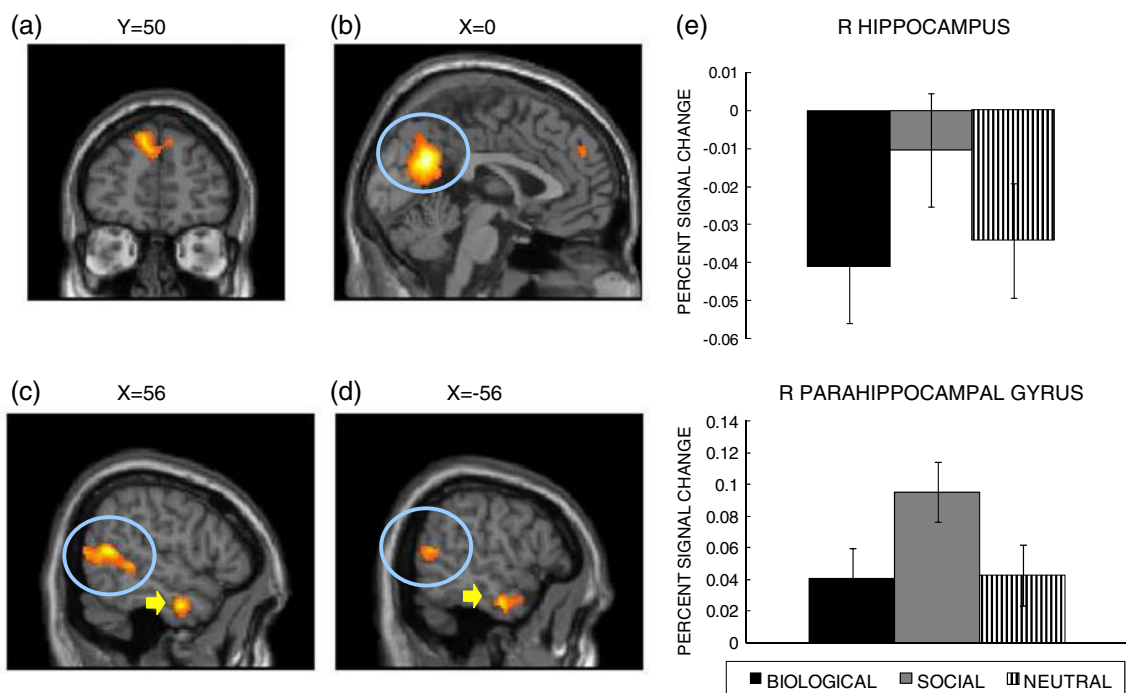 (a) Y=50
(b) X=0
(c) X=56
(d) X=-56
(e) R HIPPOCAMPUS
PERCENT SIGNAL CHANGE
0.01
0
-0.01
-0.02
-0.03
-0.04
-0.05
-0.06
R PARAHIPPOCAMPAL GYRUS
PERCENT SIGNAL CHANGE
0.14
0.12
0.1
0.08
0.06
0.04
0.02
0
BIOLOGICAL SOCIAL NEUTRAL